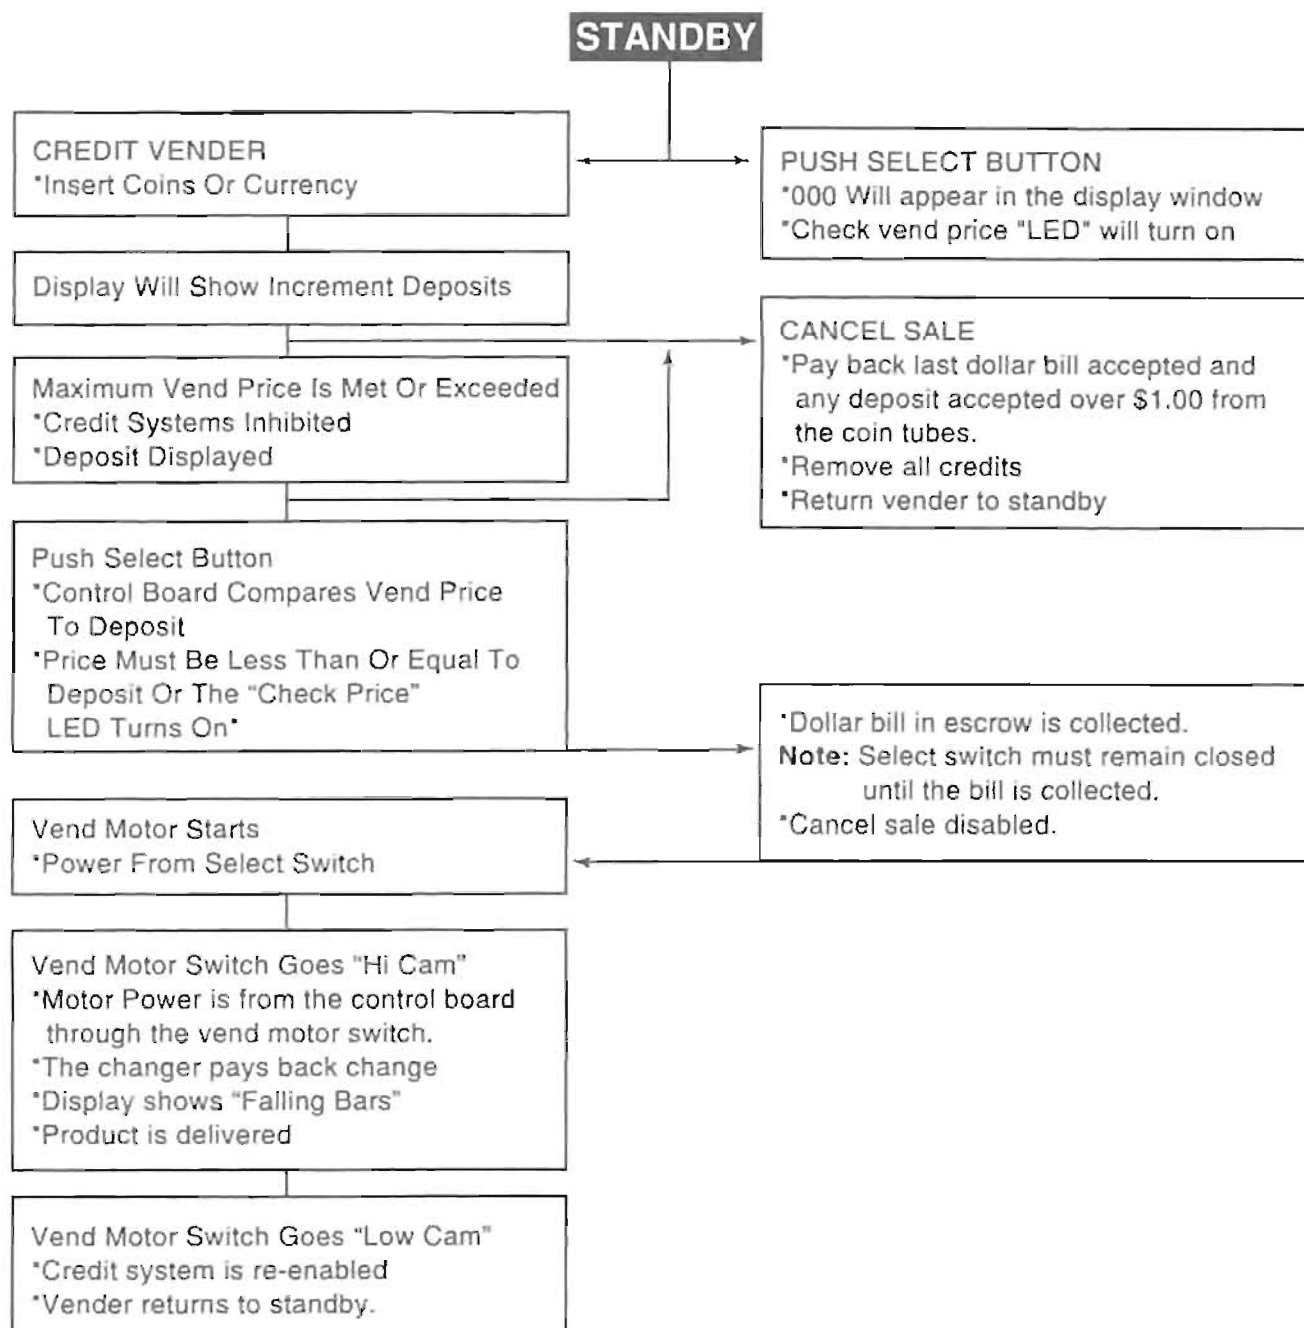 STANDBY
CREDIT VENDER
*Insert Coins Or Currency
PUSH SELECT BUTTON
*000 Will appear in the display window
*Check vend price "LED" will turn on
Display Will Show Increment Deposits
CANCEL SALE
*Pay back last dollar bill accepted and
any deposit accepted over $1.00 from
the coin tubes.
*Remove all credits
*Return vender to standby
Maximum Vend Price Is Met Or Exceeded
*Credit Systems Inhibited
*Deposit Displayed
Push Select Button
*Control Board Compares Vend Price
To Deposit
*Price Must Be Less Than Or Equal To
Deposit Or The "Check Price"
LED Turns On*
*Dollar bill in escrow is collected.
Note: Select switch must remain closed
until the bill is collected.
*Cancel sale disabled.
Vend Motor Starts
*Power From Select Switch
Vend Motor Switch Goes "Hi Cam"
*Motor Power is from the control board
through the vend motor switch.
*The changer pays back change
*Display shows "Falling Bars"
*Product is delivered
Vend Motor Switch Goes "Low Cam"
*Credit system is re-enabled
*Vender returns to standby.